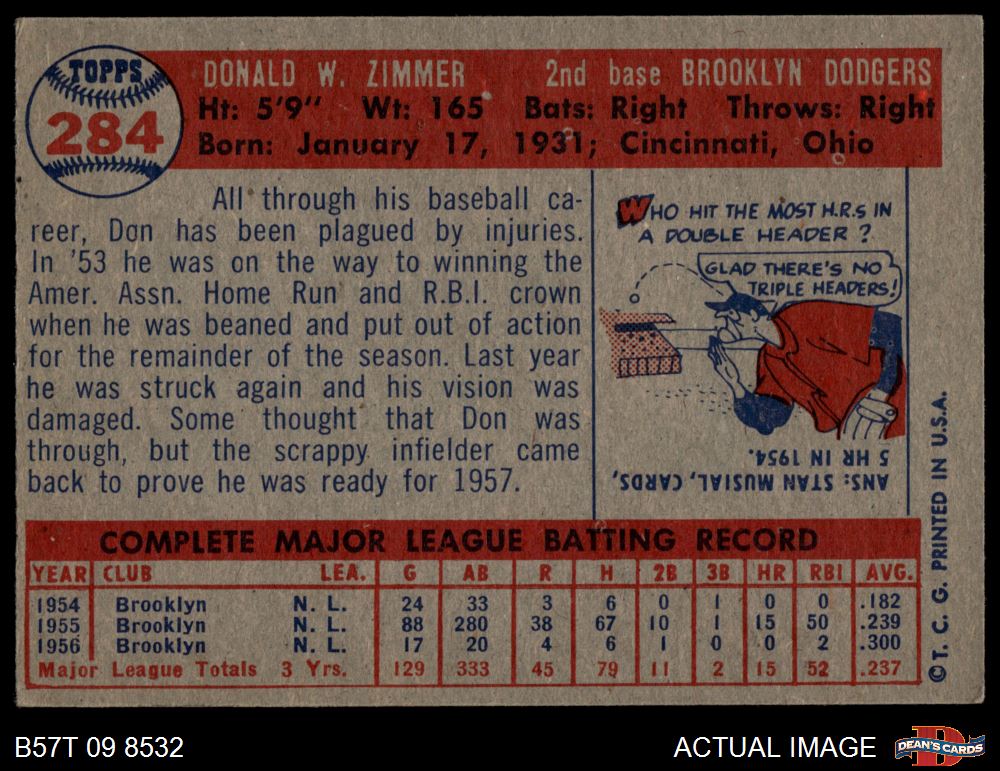 TOPPS
284
DONALD W. ZIMMER 2nd base BROOKLYN DODGERS
Ht: 5'9" Wt: 165 Bats: Right Throws: Right
Born: January 17, 1931; Cincinnati, Ohio
All through his baseball ca-
reer, Don has been plagued by injuries.
In '53 he was on the way to winning the
Amer. Assn. Home Run and R.B.I. crown
when he was beaned and put out of action
for the remainder of the season. Last year
he was struck again and his vision was
damaged. Some thought that Don was
through, but the scrappy infielder came
back to prove he was ready for 1957.
WHO HIT THE MOST H.R.s IN
A DOUBLE HEADER?
GLAD THERE'S NO
TRIPLE HEADERS!
ANS: STAN MUSIAL, CARDS,
5 HR IN 1954.
COMPLETE MAJOR LEAGUE BATTING RECORD
YEAR CLUB LEA. G AB R H 2B 3B HR RBI AVG.
1954 Brooklyn N. L. 24 33 3 6 0 1 0 0 .182
1955 Brooklyn N. L. 88 280 38 67 10 1 15 50 .239
1956 Brooklyn N. L. 17 20 4 6 1 0 0 2 .300
Major League Totals 3 Yrs. 129 333 45 79 11 2 15 52 .237
©T. C. G. PRINTED IN U.S.A.
B57T 09 8532
ACTUAL IMAGE
D
DEAN'S CARDS